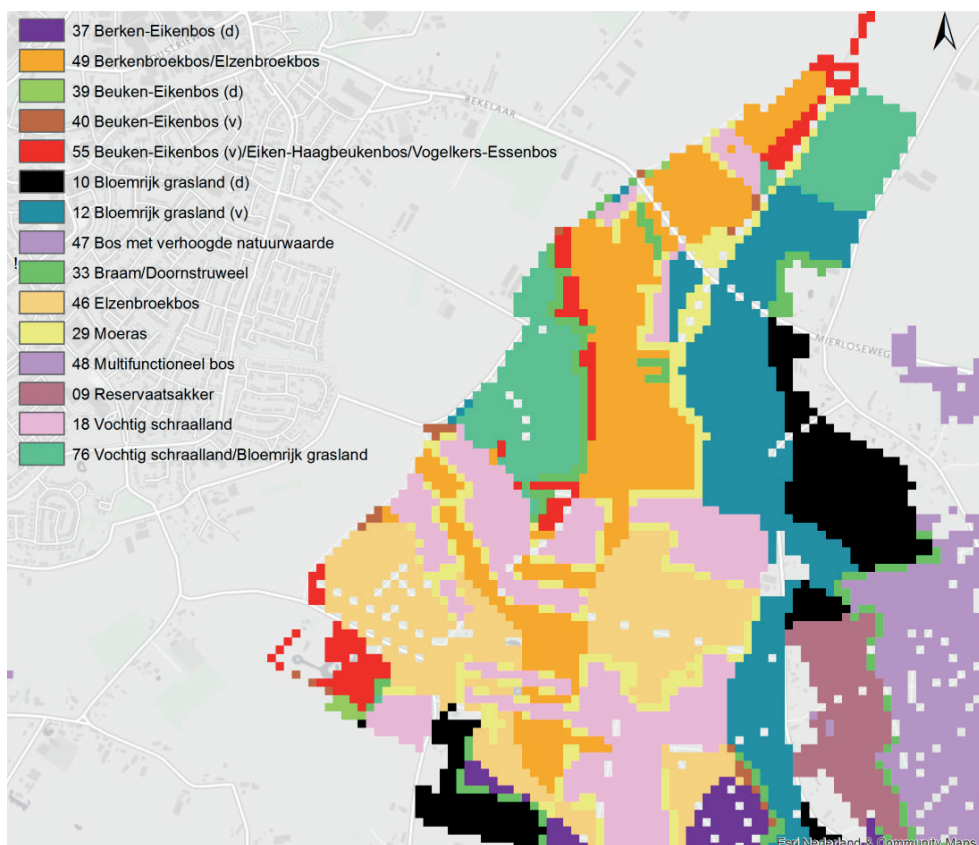 37 Berken-Eikenbos (d)
49 Berkenbroekbos/Elzenbroekbos
39 Beuken-Eikenbos (d)
40 Beuken-Eikenbos (v)
55 Beuken-Eikenbos (v)/Eiken-Haagbeukenbos/Vogelkers-Essenbos
10 Bloemrijk grasland (d)
12 Bloemrijk grasland (v)
47 Bos met verhoogde natuurwaarde
!
33 Braam/Doornstruweel
46 Elzenbroekbos
29 Moeras
48 Multifunctioneel bos
09 Reservaatsakker
18 Vochtig schraalland
76 Vochtig schraalland/Bloemrijk grasland
BEKELAAR
MIERLOSEWEG
Esri Nederland & Community Maps